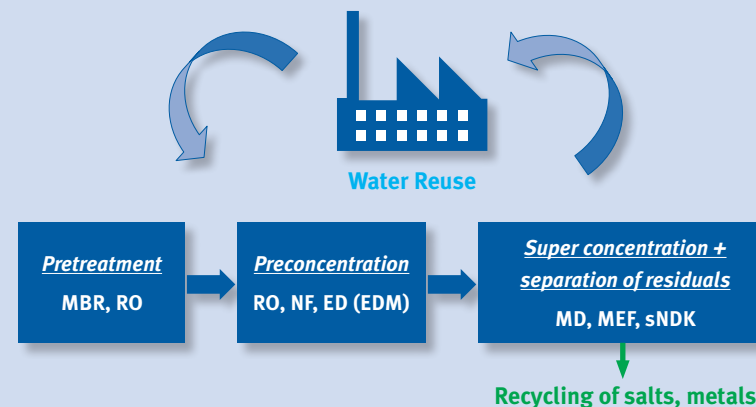 Water Reuse
Pretreatment
MBR, RO
Preconcentration
RO, NF, ED (EDM)
Super concentration +
separation of residuals
MD, MEF, sNDK
Recycling of salts, metals